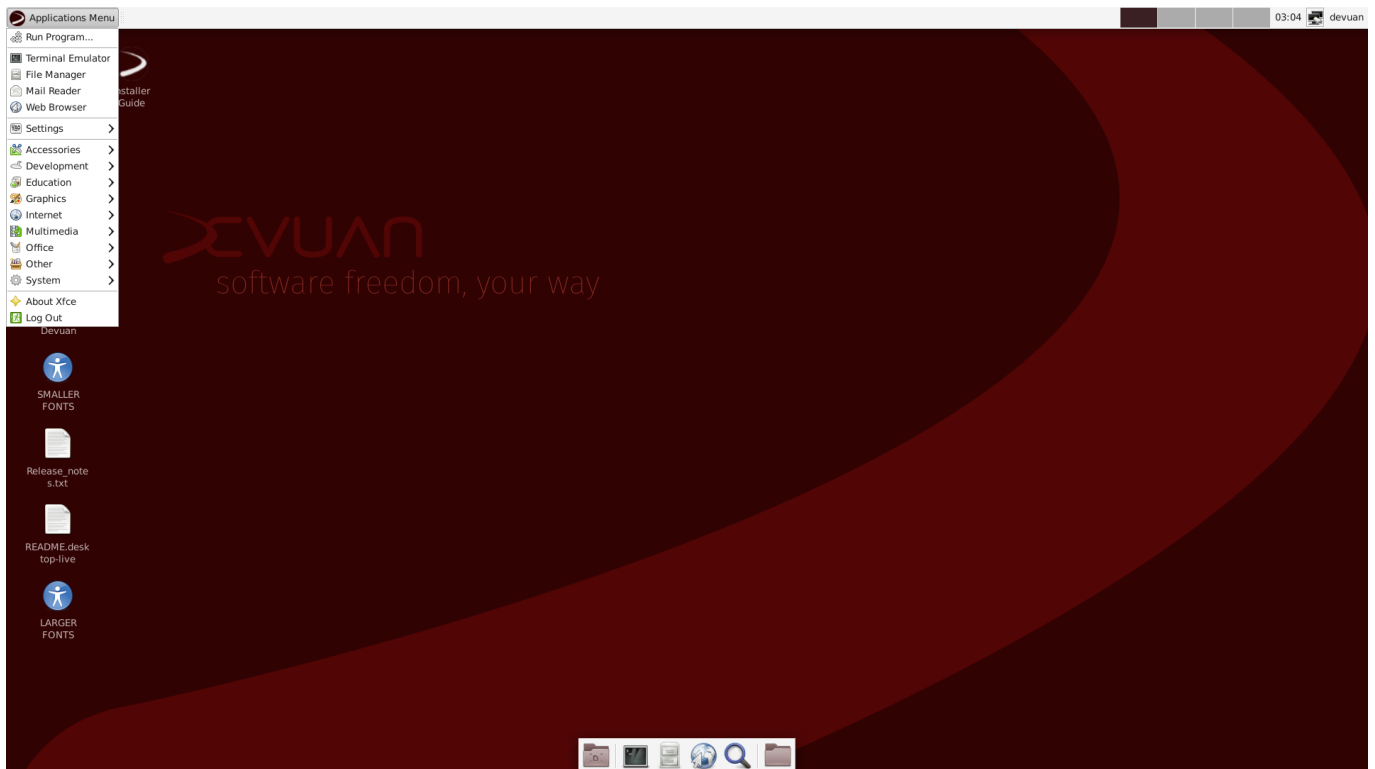 Applications Menu
03:04
devuan
Run Program...
Terminal Emulator
File Manager
Mail Reader
Web Browser
Settings
Accessories
Development
Education
Graphics
Internet
Multimedia
Office
Other
System
About Xfce
Log Out
nstaller
Guide
DEVUAN
software freedom, your way
Devuan
SMALLER
FONTS
Release_note
s.txt
README.desk
top-live
LARGER
FONTS